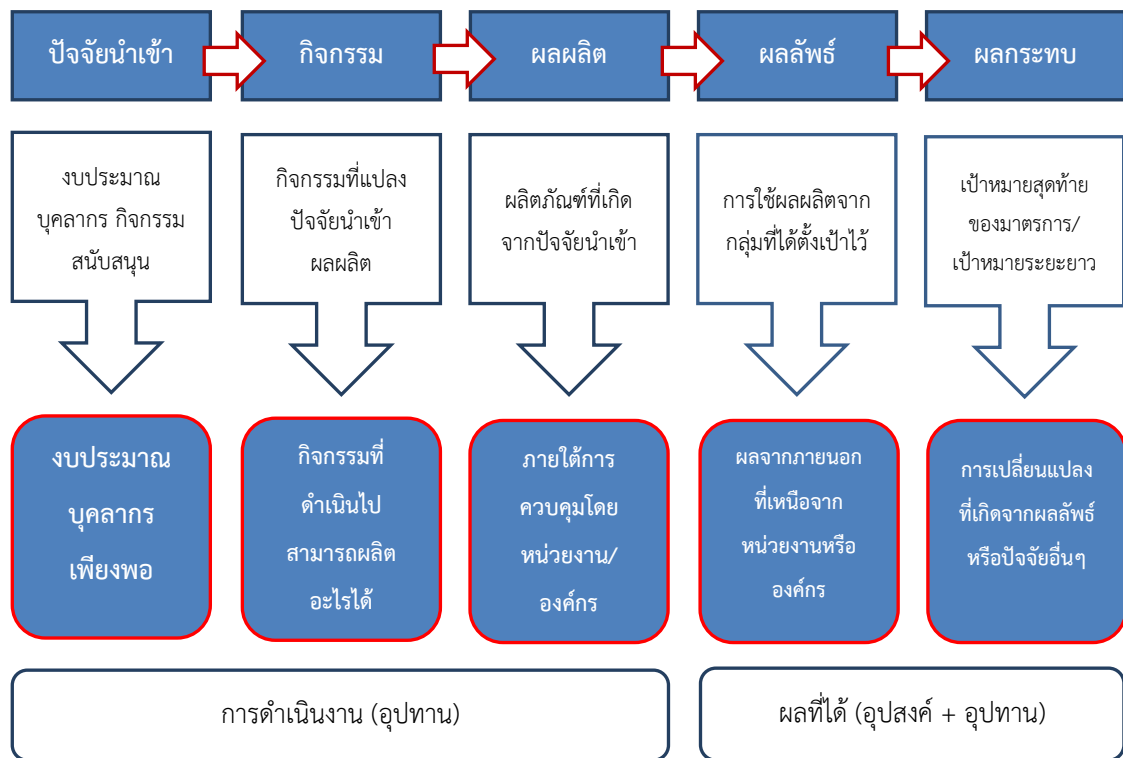 ปัจจัยนำเข้า
กิจกรรม
ผลผลิต
ผลลัพธ์
ผลกระทบ
งบประมาณ
บุคลากร กิจกรรม
สนับสนุน
กิจกรรมที่แปลง
ปัจจัยนำเข้า
ผลผลิต
ผลิตภัณฑ์ที่เกิด
จากปัจจัยนำเข้า
การใช้ผลผลิตจาก
กลุ่มที่ได้ตั้งเป้าไว้
เป้าหมายสุดท้าย
ของมาตรการ/
เป้าหมายระยะยาว
งบประมาณ
บุคลากร
เพียงพอ
กิจกรรมที่
ดำเนินไป
สามารถผลิต
อะไรได้
ภายใต้การ
ควบคุมโดย
หน่วยงาน/
องค์กร
ผลจากภายนอก
ที่เหนือจาก
หน่วยงานหรือ
องค์กร
การเปลี่ยนแปลง
ที่เกิดจากผลลัพธ์
หรือปัจจัยอื่นๆ
การดำเนินงาน (อุปทาน)
ผลที่ได้ (อุปสงค์ + อุปทาน)